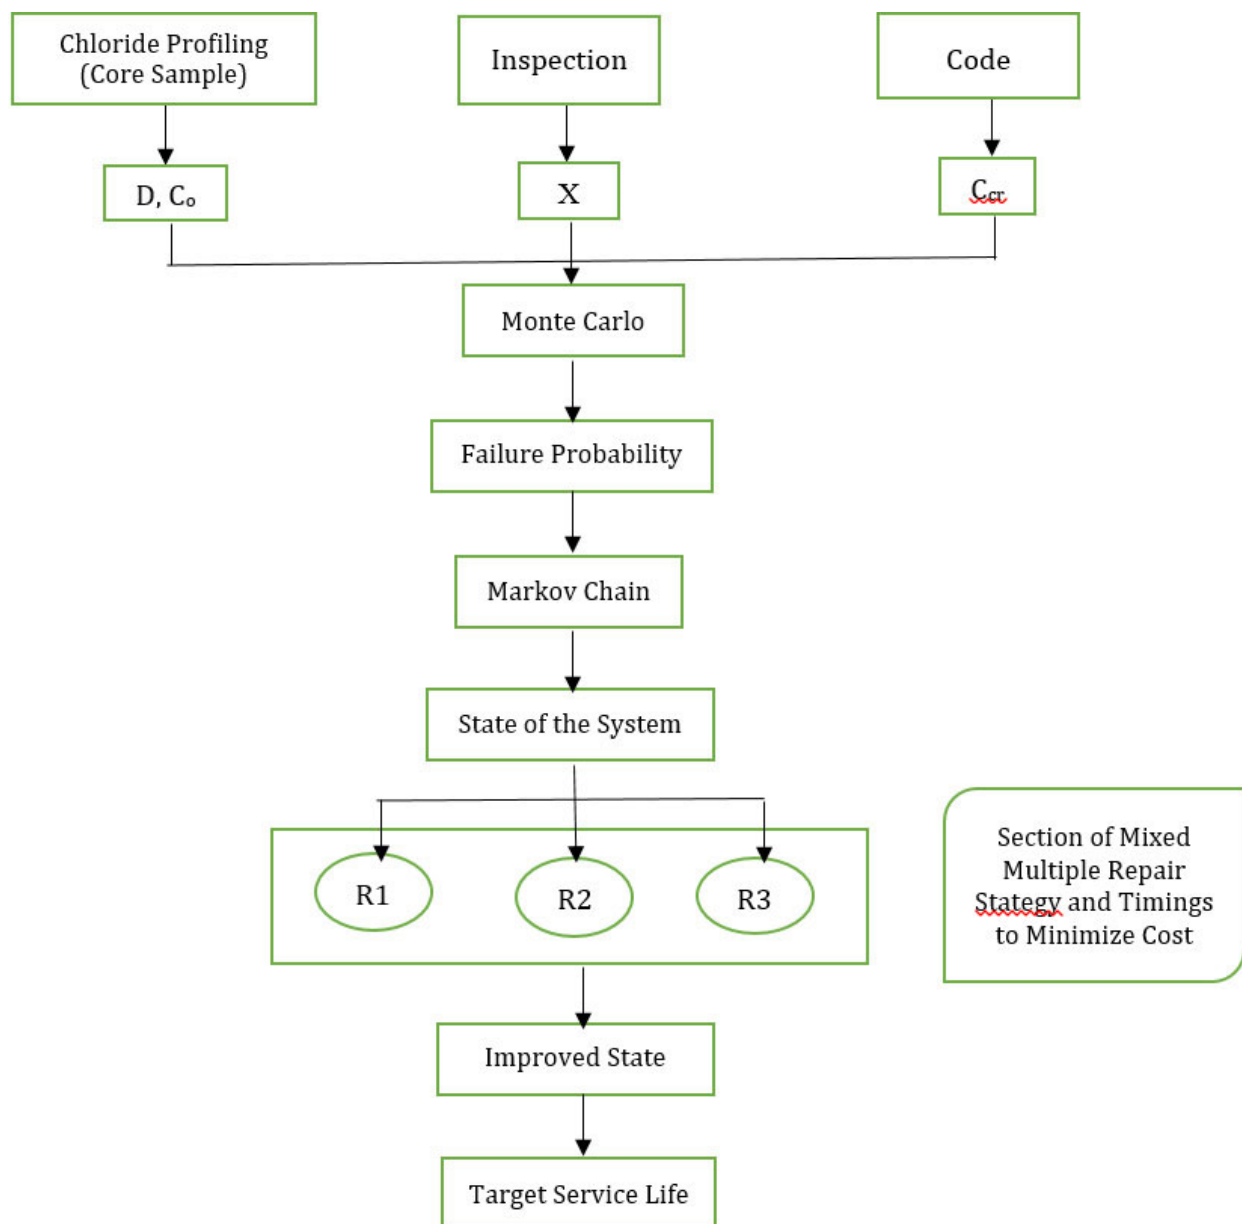 Chloride Profiling
(Core Sample)
Inspection
Code
D, Cₒ
X
C꜀ᵣ
Monte Carlo
Failure Probability
Markov Chain
State of the System
R1
R2
R3
Section of Mixed
Multiple Repair
Stategy and Timings
to Minimize Cost
Improved State
Target Service Life